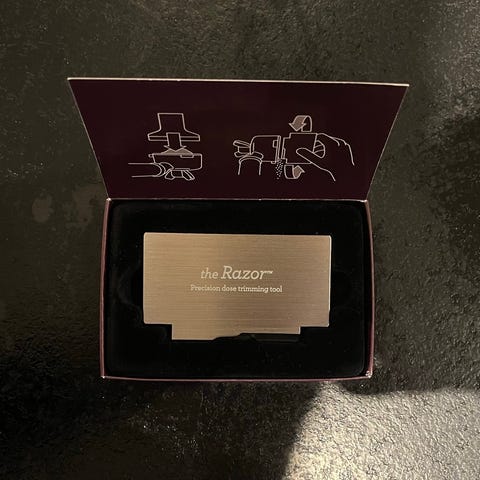 the Razor™
Precision dose trimming tool